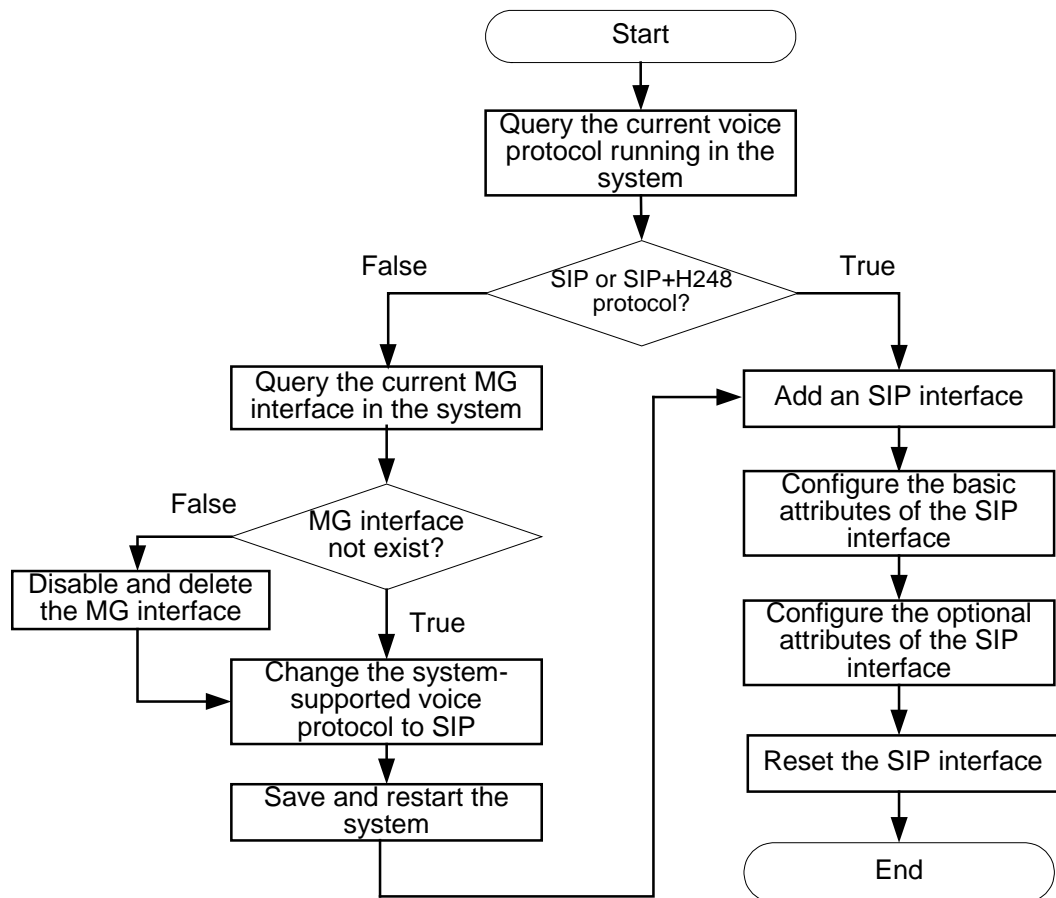 Start
Query the current voice
protocol running in the
system
False
True
SIP or SIP+H248
protocol?
Query the current MG
interface in the system
Add an SIP interface
False
MG interface
not exist?
Configure the basic
attributes of the SIP
interface
Disable and delete
the MG interface
True
Configure the optional
attributes of the SIP
interface
Change the system-
supported voice
protocol to SIP
Reset the SIP interface
Save and restart the
system
End